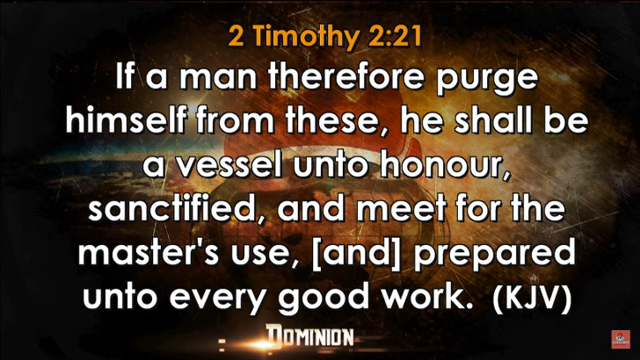 2 Timothy 2:21
If a man therefore purge
himself from these, he shall be
a vessel unto honour,
sanctified, and meet for the
master's use, [and] prepared
unto every good work. (KJV)
DOMINION